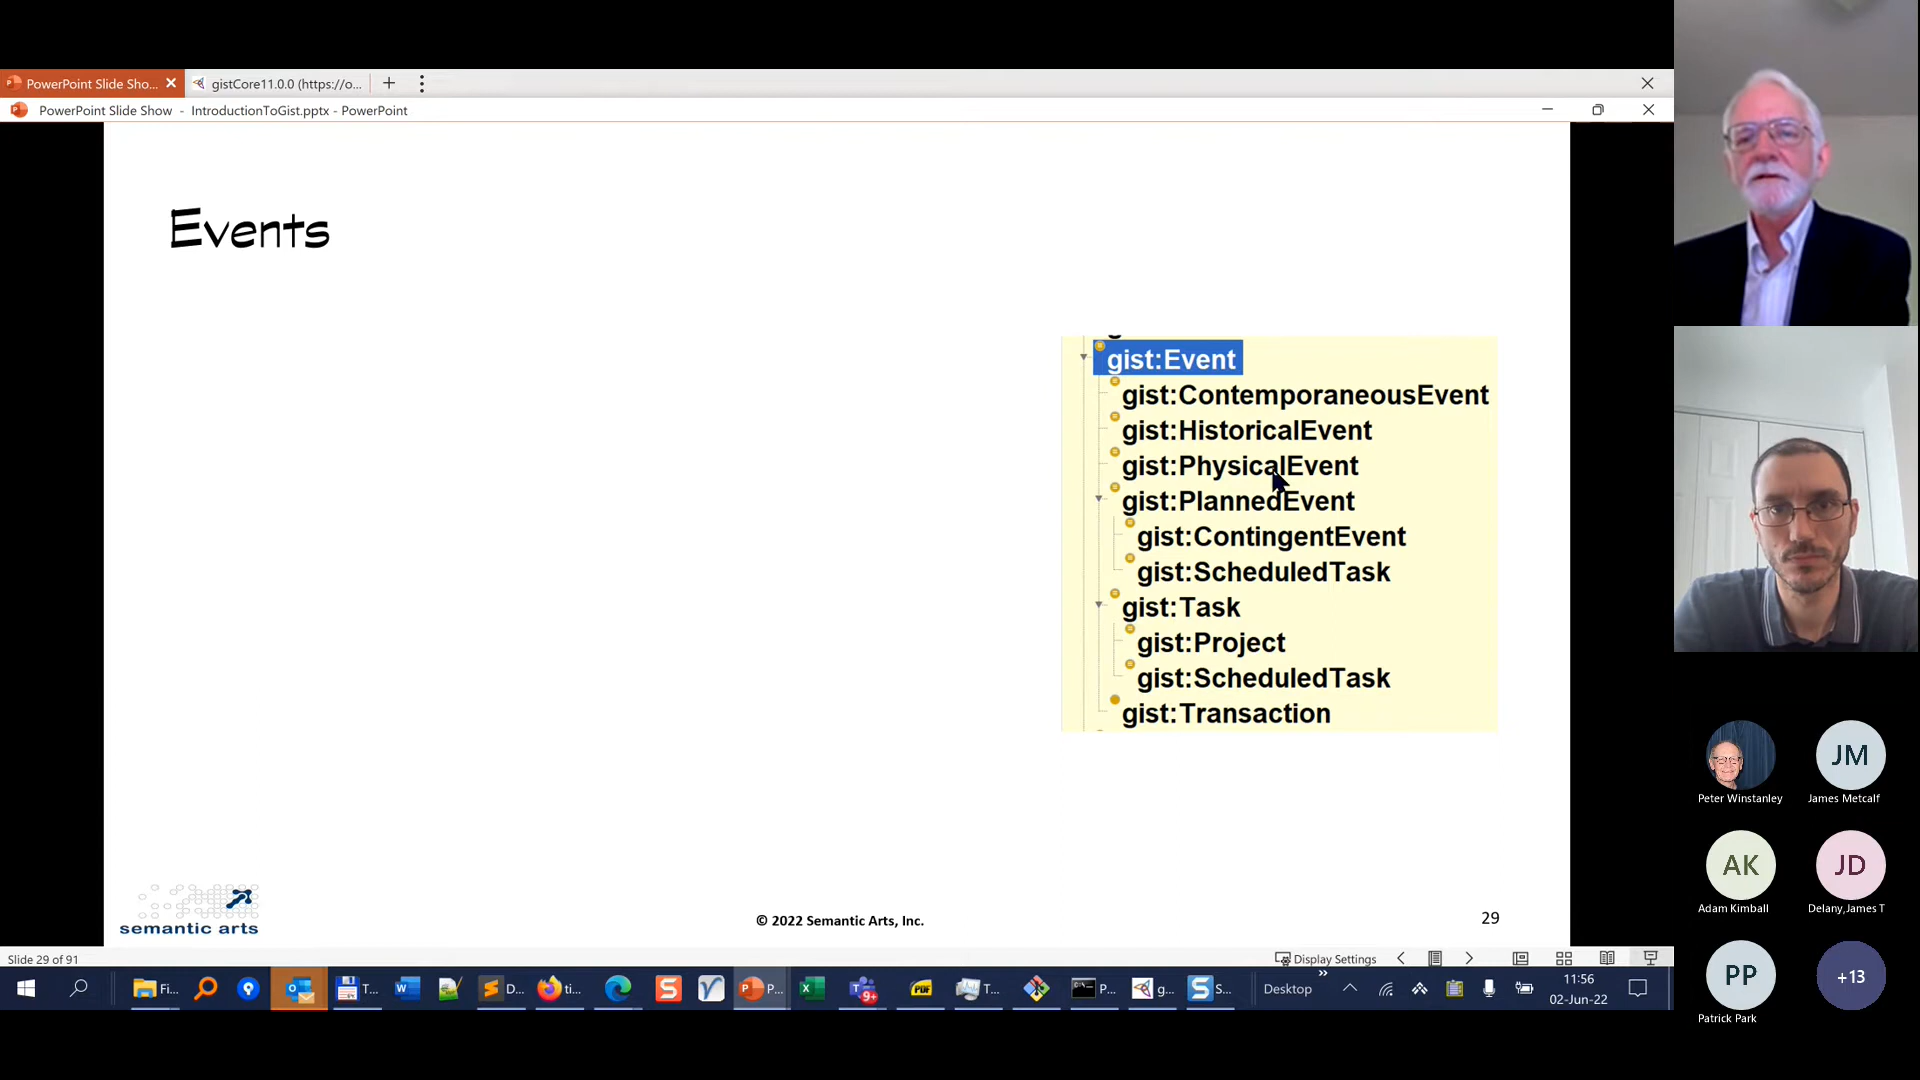 PowerPoint Slide Sho...
gistCore11.0.0 (https://o...
PowerPoint Slide Show - IntroductionToGist.pptx - PowerPoint
Events
gist:Event
gist:ContemporaneousEvent
gist:HistoricalEvent
gist:PhysicalEvent
gist:PlannedEvent
gist:ContingentEvent
gist:ScheduledTask
gist:Task
gist:Project
gist:ScheduledTask
gist:Transaction
semantic arts
© 2022 Semantic Arts, Inc.
29
Slide 29 of 91
Display Settings
Fi...
T...
D...
ti...
P...
9+
T...
P...
g...
S...
Desktop
11:56
02-Jun-22
JM
Peter Winstanley
James Metcalf
AK
JD
Adam Kimball
Delany,James T
PP
+13
Patrick Park